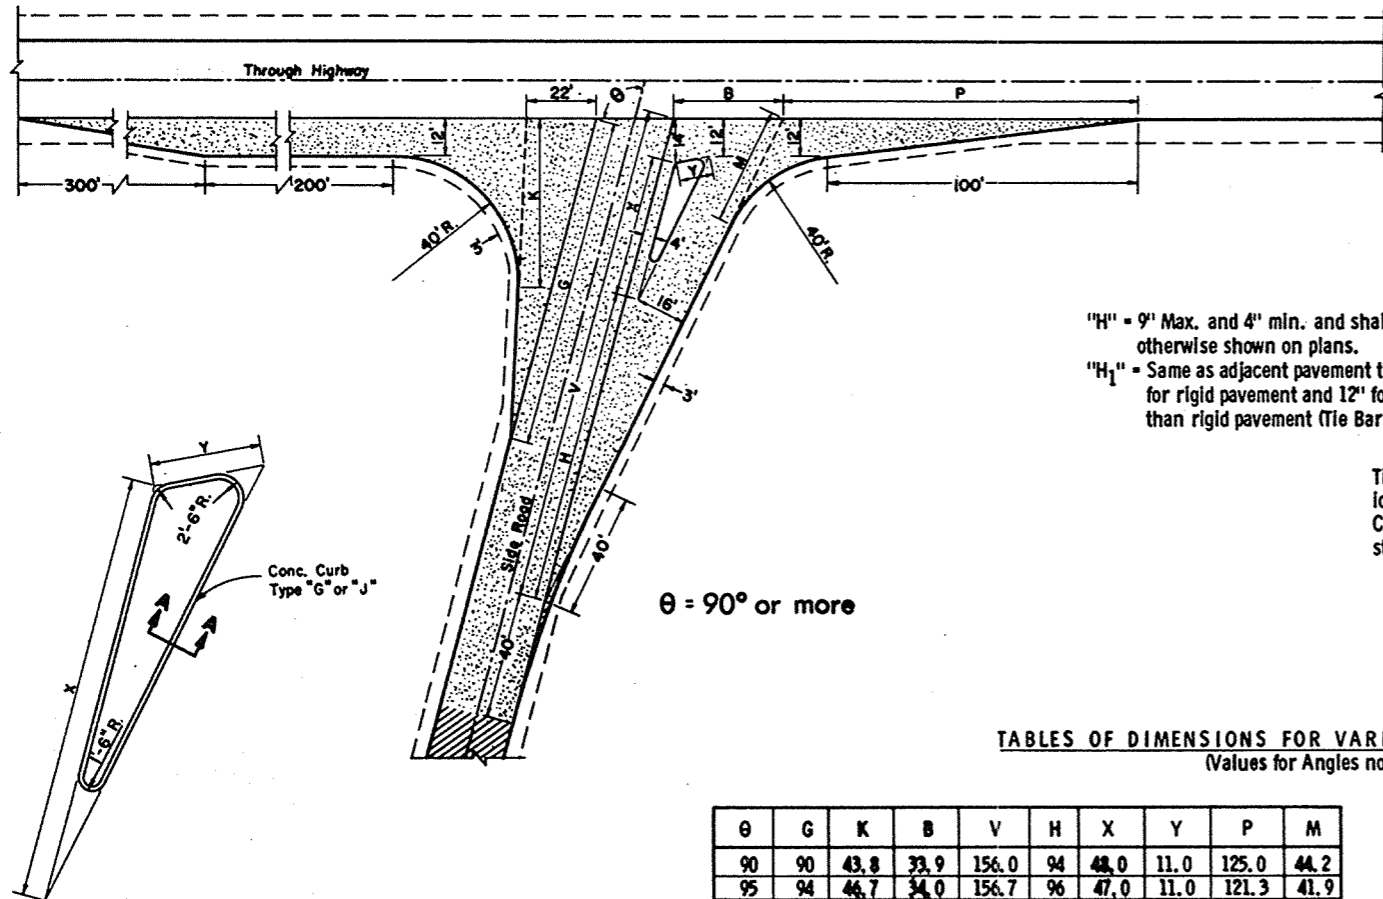 Through Highway
22'
θ
B
P
12'
14'
12'
12'
300'
200'
100'
K
M
Y
X
40'R.
3'
40'R.
4'
G
16'
V
3'
H
"H" = 9" Max. and 4" min. and shal
otherwise shown on plans.
"H1" = Same as adjacent pavement t
for rigid pavement and 12" fo
than rigid pavement (Tie Bar
Y
2'-6"R.
X
Conc. Curb
Type "G" or "J"
A A
1'-6"R.
Side Road
40'
40'
θ = 90° or more
TABLES OF DIMENSIONS FOR VARI
(Values for Angles no
θ G K B V H X Y P M
90 90 43.8 33.9 156.0 94 48.0 11.0 125.0 44.2
95 94 46.7 34.0 156.7 96 47.0 11.0 121.3 41.9